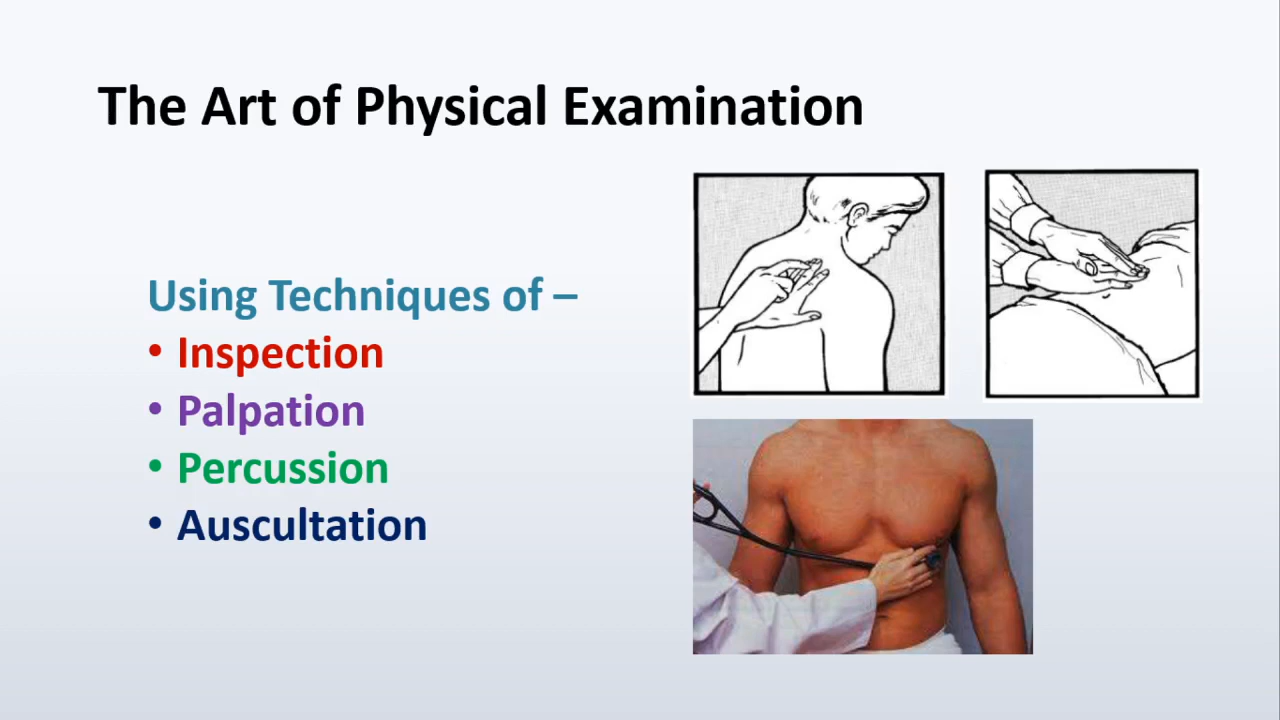 The Art of Physical Examination
Using Techniques of –
• Inspection
• Palpation
• Percussion
• Auscultation